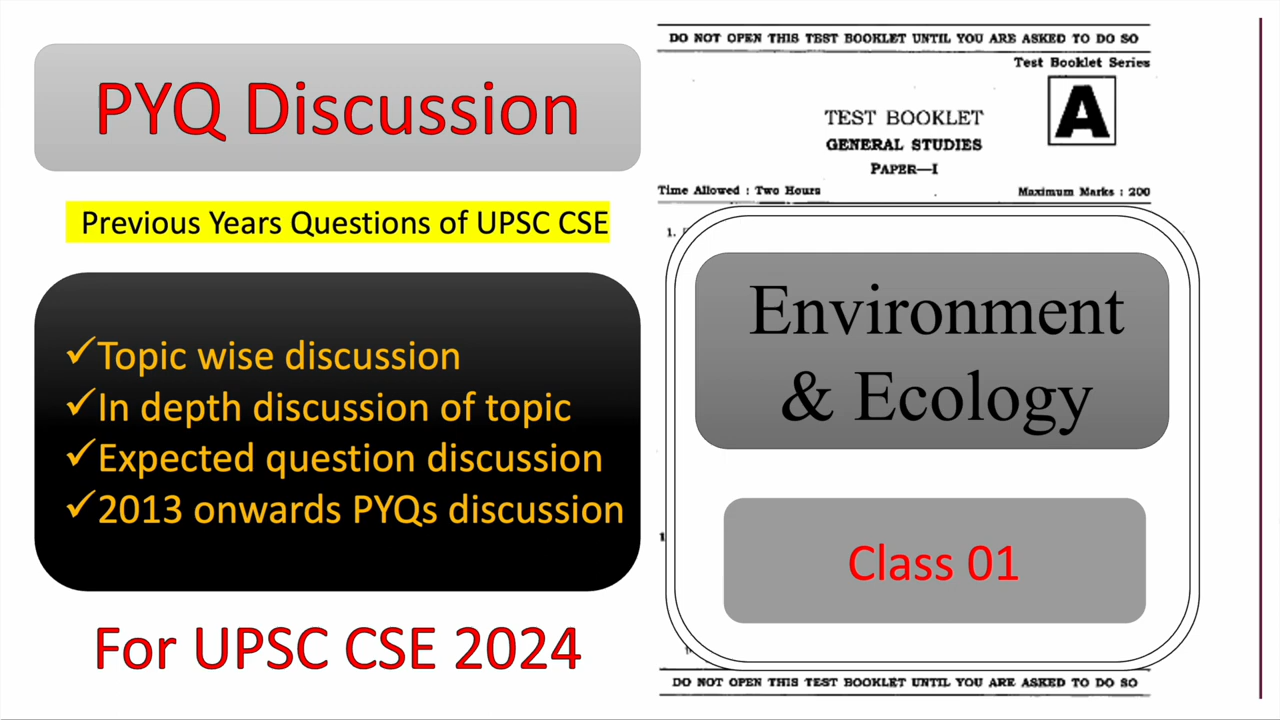 PYQ Discussion
Previous Years Questions of UPSC CSE
✓Topic wise discussion
✓In depth discussion of topic
✓Expected question discussion
✓2013 onwards PYQs discussion
For UPSC CSE 2024
DO NOT OPEN THIS TEST BOOKLET UNTIL YOU ARE ASKED TO DO SO
Test Booklet Series
A
TEST BOOKLET
GENERAL STUDIES
PAPER—I
Time Allowed : Two Hours
Maximum Marks : 200
1.
Environment
& Ecology
Class 01
DO NOT OPEN THIS TEST BOOKLET UNTIL YOU ARE ASKED TO DO SO